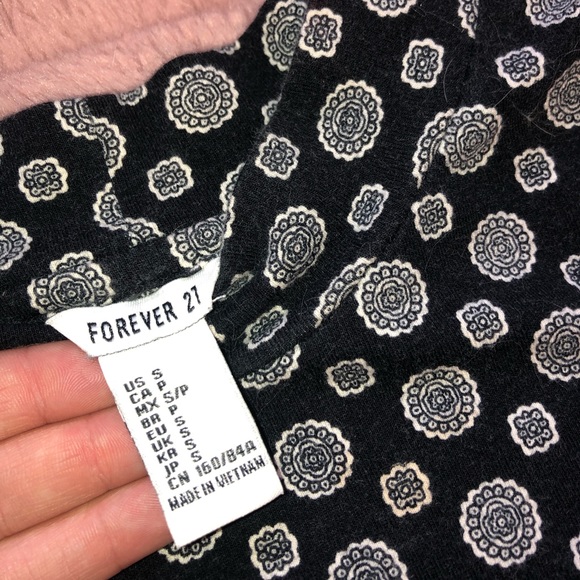 FOREVER 21
US S
CA P
MX S/P
BR P
EU S
UK S
KR S
JP S
CN 160/84A
MADE IN VIETNAM